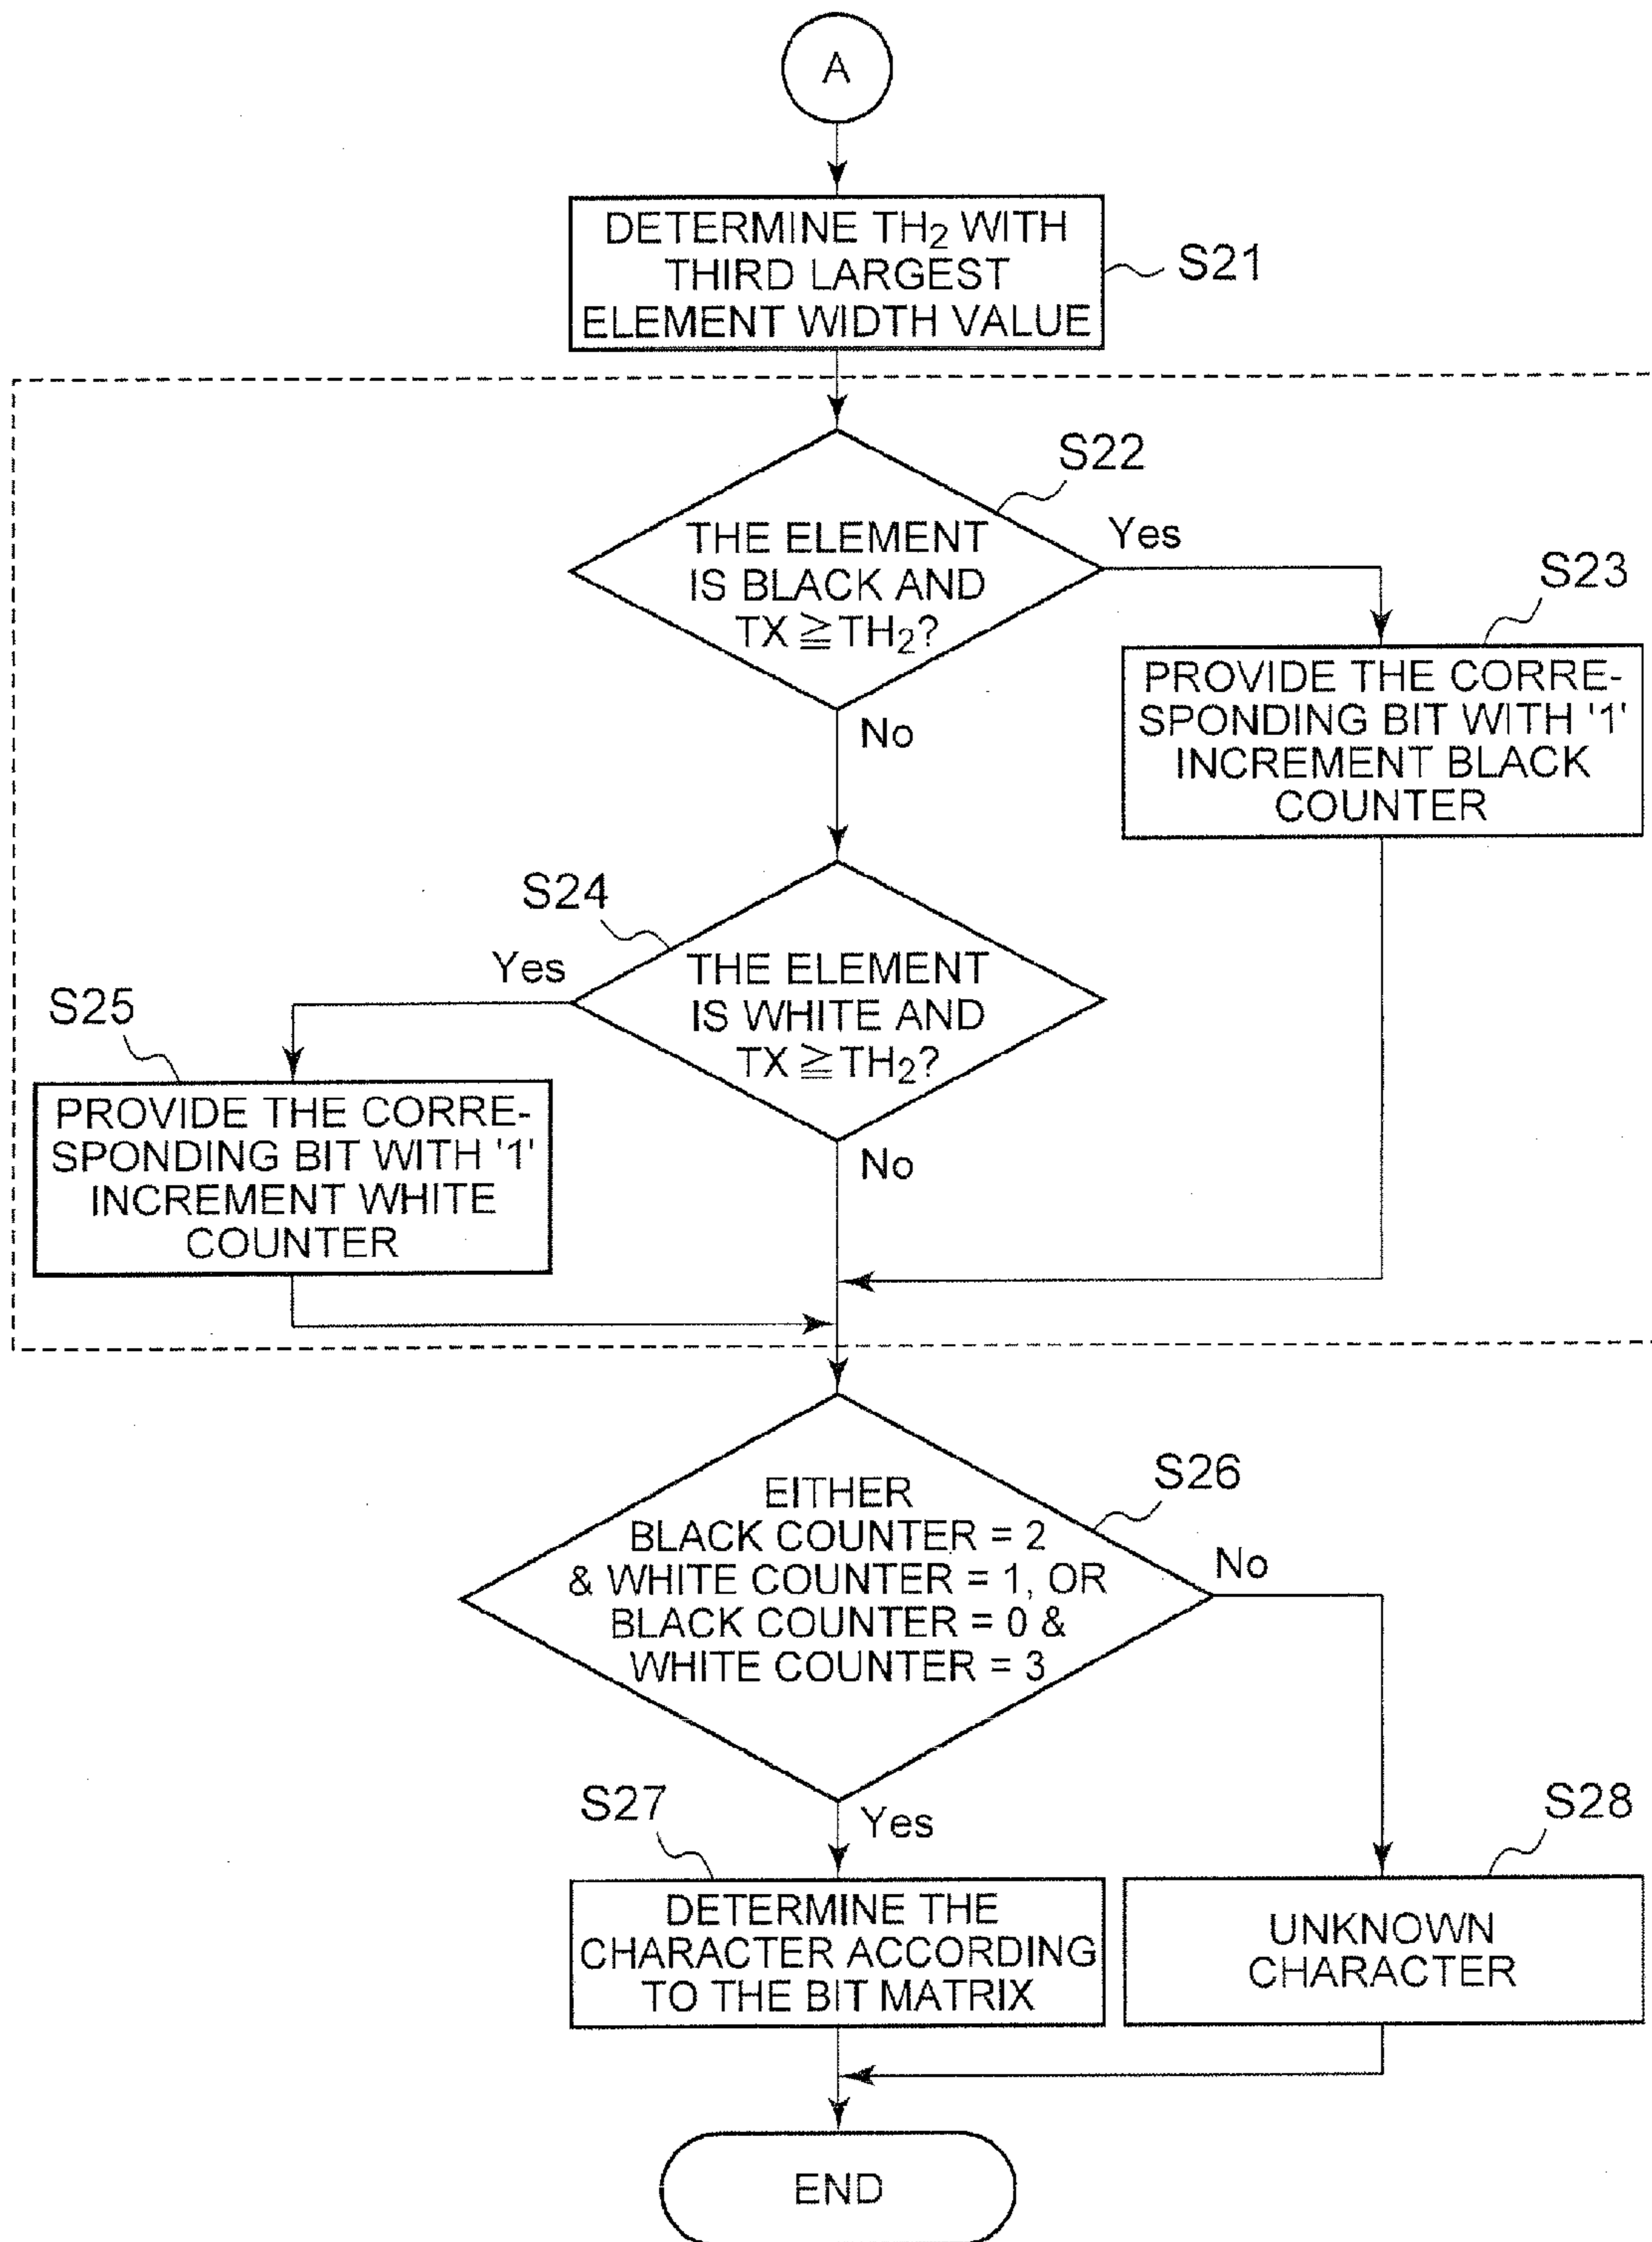 A
DETERMINE TH2 WITH
THIRD LARGEST
ELEMENT WIDTH VALUE
S21
S22
THE ELEMENT
IS BLACK AND
TX ≧ TH2?
Yes
No
S23
PROVIDE THE CORRE-
SPONDING BIT WITH '1'
INCREMENT BLACK
COUNTER
S24
THE ELEMENT
IS WHITE AND
TX ≧ TH2?
Yes
No
S25
PROVIDE THE CORRE-
SPONDING BIT WITH '1'
INCREMENT WHITE
COUNTER
S26
EITHER
BLACK COUNTER = 2
& WHITE COUNTER = 1, OR
BLACK COUNTER = 0 &
WHITE COUNTER = 3
No
Yes
S27
DETERMINE THE
CHARACTER ACCORDING
TO THE BIT MATRIX
S28
UNKNOWN
CHARACTER
END